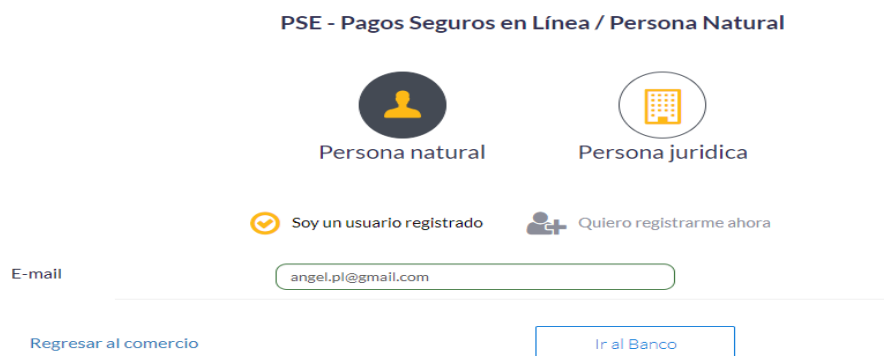 PSE - Pagos Seguros en Línea / Persona Natural
Persona natural Persona juridica
Soy un usuario registrado Quiero registrarme ahora
E-mail angel.pl@gmail.com
Regresar al comercio Ir al Banco